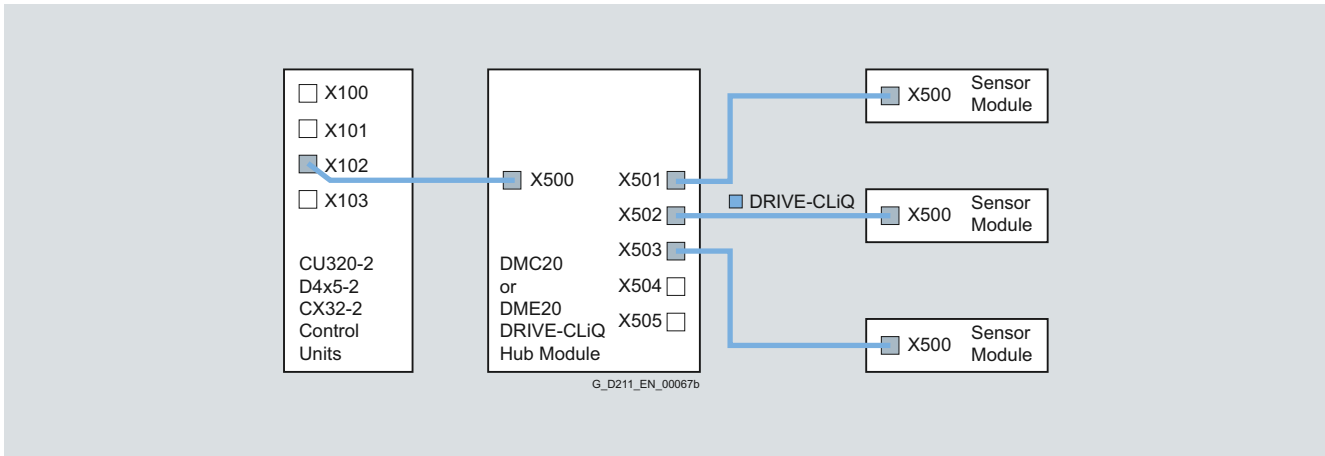 X100
X101
X102
X103
CU320-2
D4x5-2
CX32-2
Control
Units
X500
X501
X502
X503
X504
X505
DMC20
or
DME20
DRIVE-CLiQ
Hub Module
DRIVE-CLiQ
X500
Sensor
Module
X500
Sensor
Module
X500
Sensor
Module
G_D211_EN_00067b